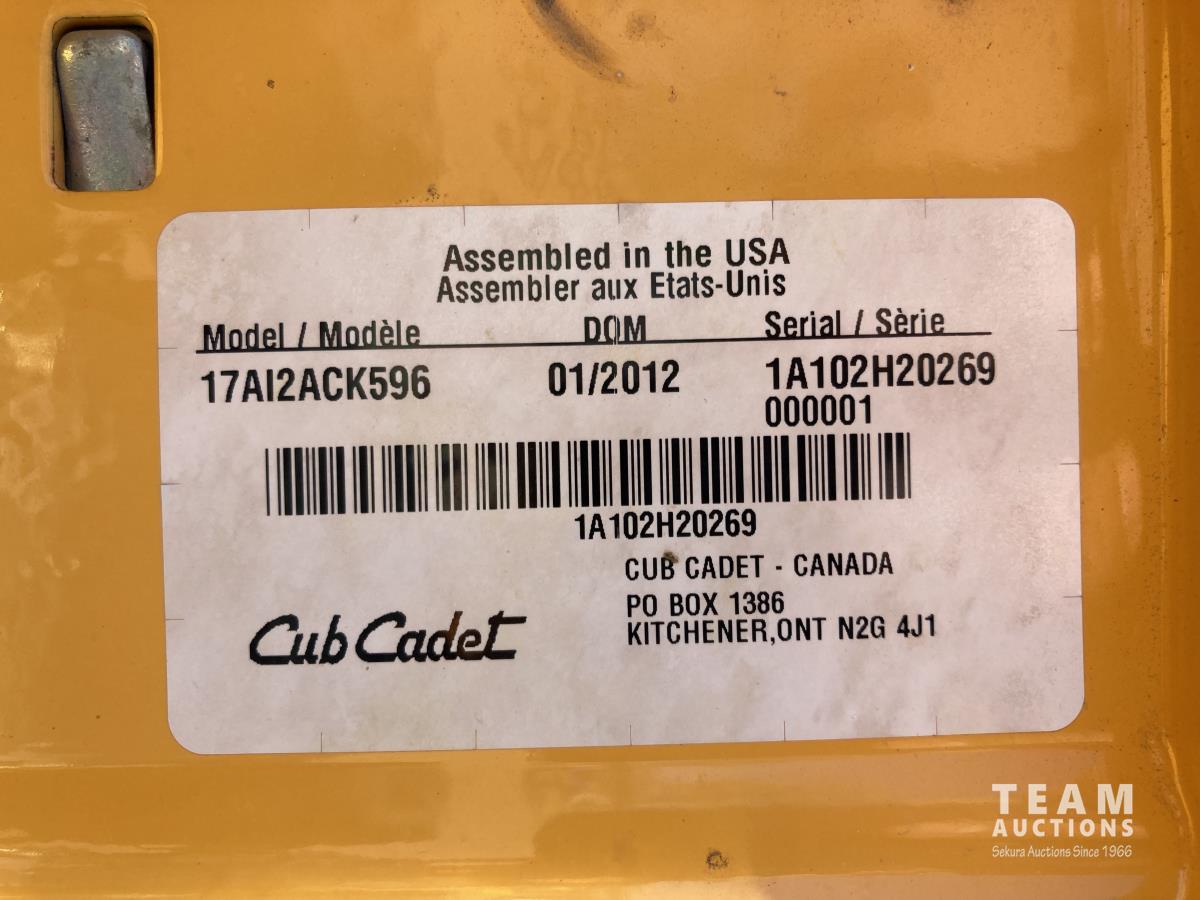 Assembled in the USA
Assembler aux Etats-Unis
Model / Modèle DOM Serial / Sèrie
17AI2ACK596 01/2012 1A102H20269
000001
1A102H20269
CUB CADET - CANADA
PO BOX 1386
KITCHENER,ONT N2G 4J1
Cub Cadet
TEAM
AUCTIONS
Sekura Auctions Since 1966